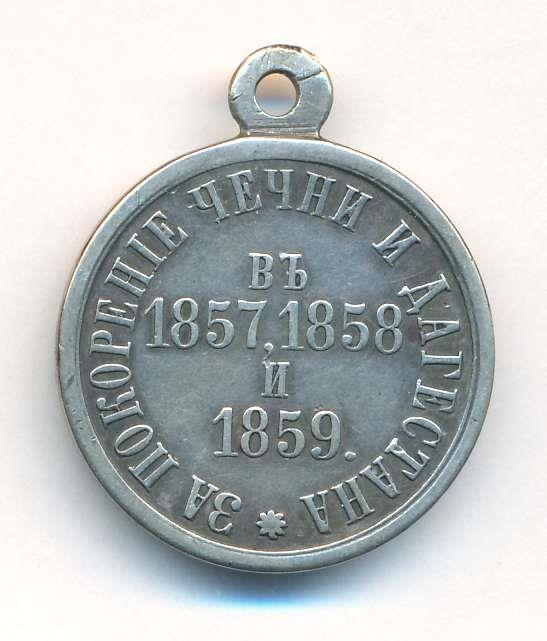 ЗА ПОКОРЕНІЕ ЧЕЧНИ И ДАГЕСТАНА
ВЪ
1857, 1858
И
1859.